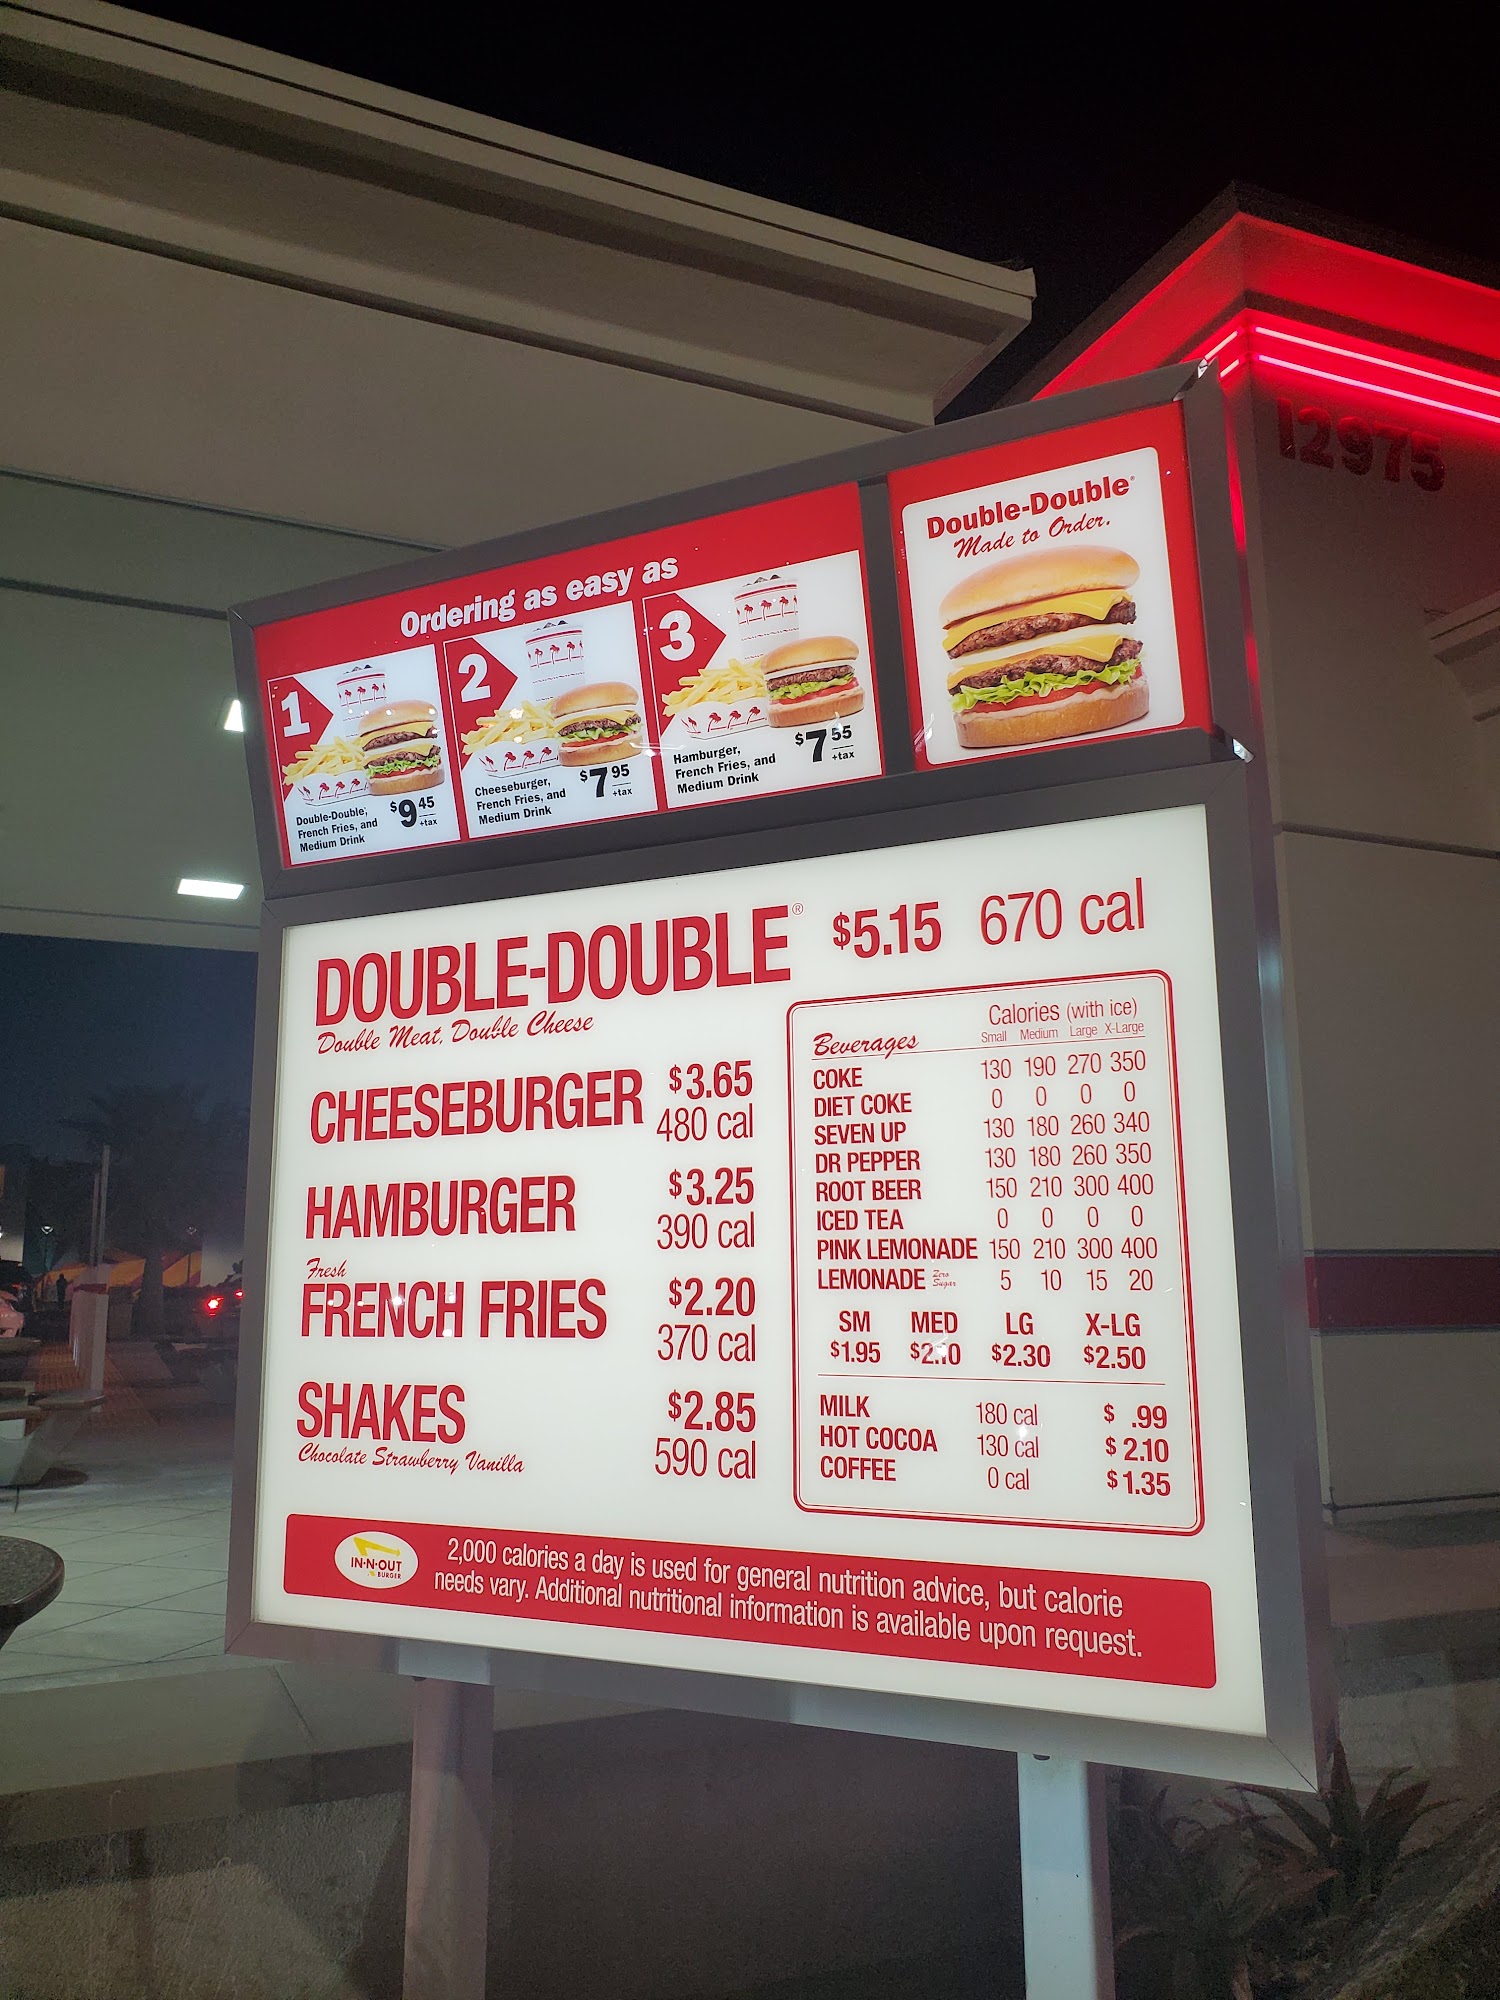 12975
Double-Double®
Made to Order.
Ordering as easy as
1
Double-Double,
French Fries, and
Medium Drink
$9 45
+tax
2
Cheeseburger,
French Fries, and
Medium Drink
$7 95
+tax
3
Hamburger,
French Fries, and
Medium Drink
$7 55
+tax
DOUBLE-DOUBLE® $5.15 670 cal
Double Meat, Double Cheese
CHEESEBURGER $3.65
480 cal
HAMBURGER $3.25
390 cal
Fresh
FRENCH FRIES $2.20
370 cal
SHAKES $2.85
Chocolate Strawberry Vanilla 590 cal
Calories (with ice)
Beverages Small Medium Large X-Large
COKE 130 190 270 350
DIET COKE 0 0 0 0
SEVEN UP 130 180 260 340
DR PEPPER 130 180 260 350
ROOT BEER 150 210 300 400
ICED TEA 0 0 0 0
PINK LEMONADE 150 210 300 400
LEMONADE Zero Sugar 5 10 15 20
SM MED LG X-LG
$1.95 $2.10 $2.30 $2.50
MILK 180 cal $ .99
HOT COCOA 130 cal $ 2.10
COFFEE 0 cal $1.35
IN-N-OUT
BURGER
2,000 calories a day is used for general nutrition advice, but calorie
needs vary. Additional nutritional information is available upon request.